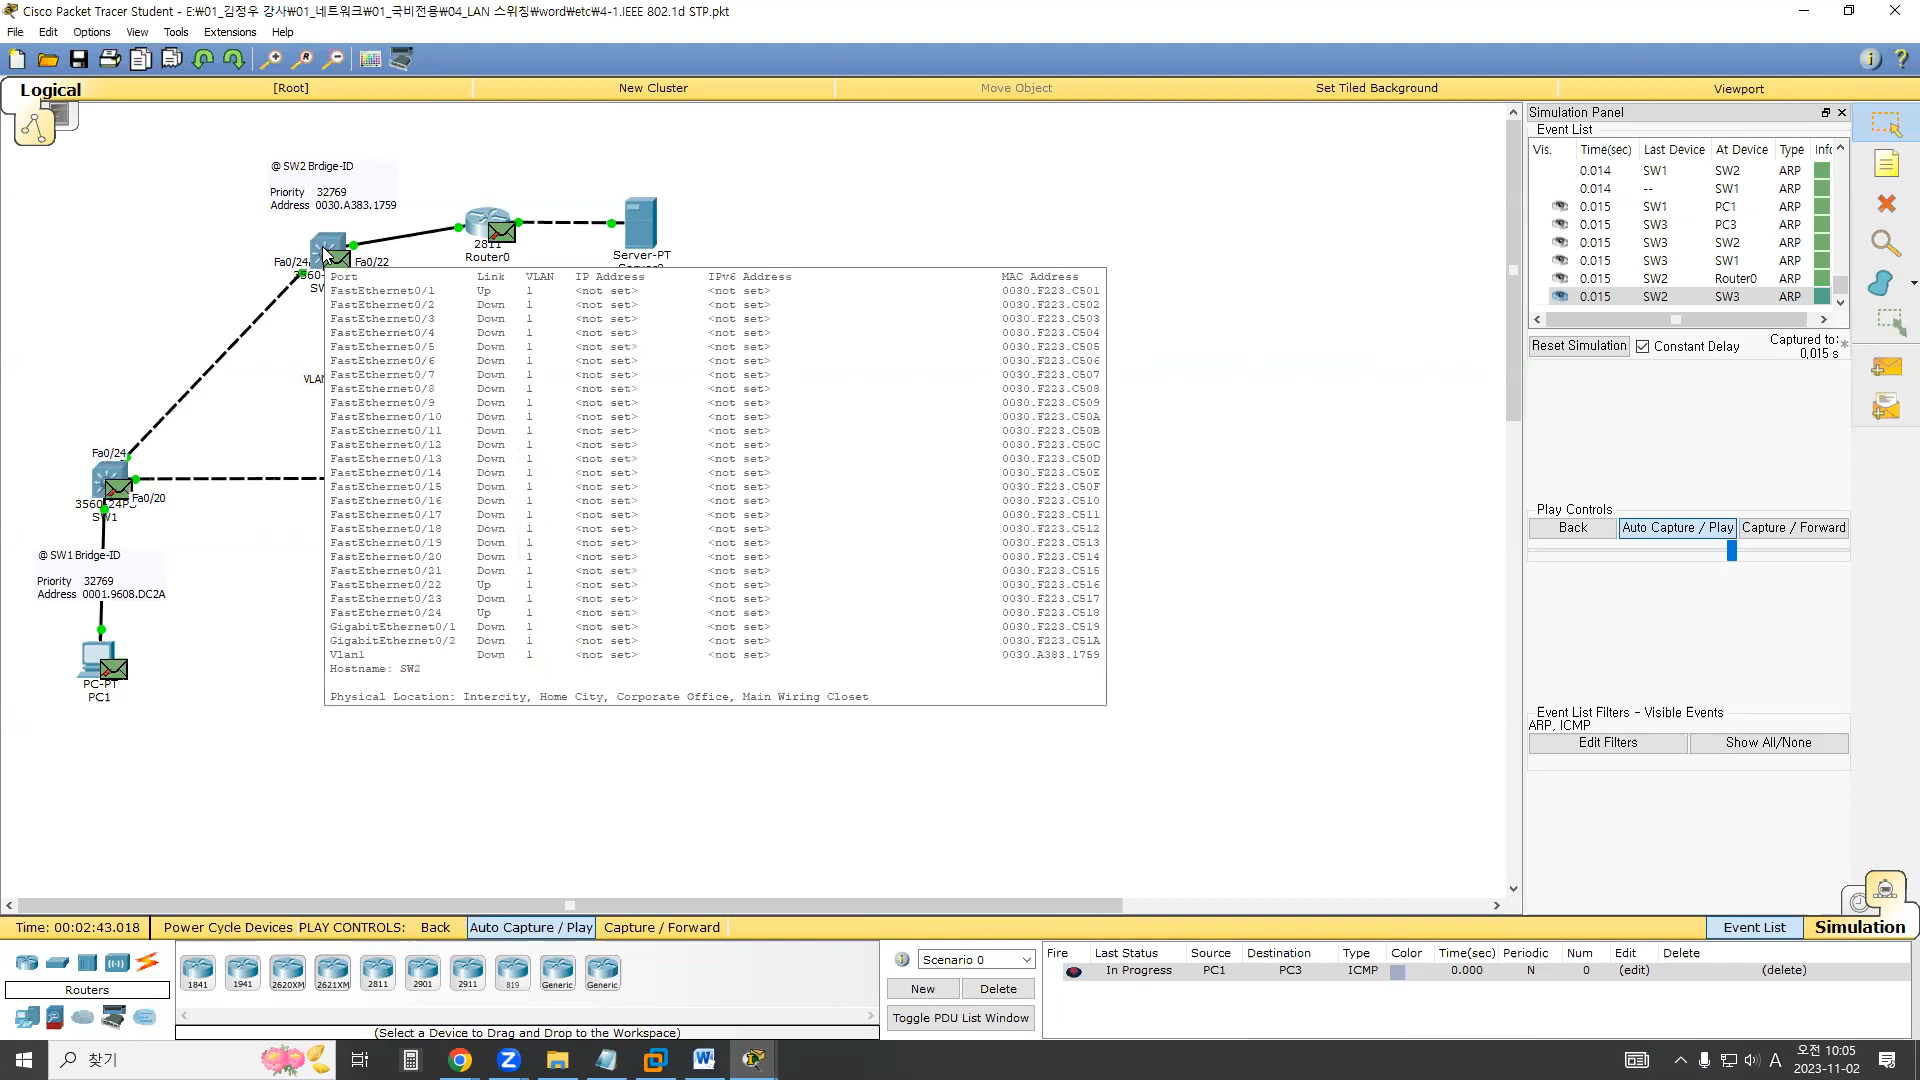 Cisco Packet Tracer Student - E:₩01_김정우 강사₩01_네트워크₩01_국비전용₩04_LAN 스위칭₩word₩etc₩4-1.IEEE 802.1d STP.pkt
File Edit Options View Tools Extensions Help
Logical [Root] New Cluster Move Object Set Tiled Background Viewport
@ SW2 Brdige-ID
Priority 32769
Address 0030.A383.1759
2811
Router0
Server-PT
Fa0/24
Fa0/22
Port Link VLAN IP Address IPv6 Address MAC Address
FastEthernet0/1 Up 1 <not set> <not set> 0030.F223.C501
FastEthernet0/2 Down 1 <not set> <not set> 0030.F223.C502
FastEthernet0/3 Down 1 <not set> <not set> 0030.F223.C503
FastEthernet0/4 Down 1 <not set> <not set> 0030.F223.C504
FastEthernet0/5 Down 1 <not set> <not set> 0030.F223.C505
FastEthernet0/6 Down 1 <not set> <not set> 0030.F223.C506
FastEthernet0/7 Down 1 <not set> <not set> 0030.F223.C507
FastEthernet0/8 Down 1 <not set> <not set> 0030.F223.C508
FastEthernet0/9 Down 1 <not set> <not set> 0030.F223.C509
FastEthernet0/10 Down 1 <not set> <not set> 0030.F223.C50A
FastEthernet0/11 Down 1 <not set> <not set> 0030.F223.C50B
FastEthernet0/12 Down 1 <not set> <not set> 0030.F223.C50C
FastEthernet0/13 Down 1 <not set> <not set> 0030.F223.C50D
FastEthernet0/14 Down 1 <not set> <not set> 0030.F223.C50E
FastEthernet0/15 Down 1 <not set> <not set> 0030.F223.C50F
FastEthernet0/16 Down 1 <not set> <not set> 0030.F223.C510
FastEthernet0/17 Down 1 <not set> <not set> 0030.F223.C511
FastEthernet0/18 Down 1 <not set> <not set> 0030.F223.C512
FastEthernet0/19 Down 1 <not set> <not set> 0030.F223.C513
FastEthernet0/20 Down 1 <not set> <not set> 0030.F223.C514
FastEthernet0/21 Down 1 <not set> <not set> 0030.F223.C515
FastEthernet0/22 Up 1 <not set> <not set> 0030.F223.C516
FastEthernet0/23 Down 1 <not set> <not set> 0030.F223.C517
FastEthernet0/24 Up 1 <not set> <not set> 0030.F223.C518
GigabitEthernet0/1 Down 1 <not set> <not set> 0030.F223.C519
GigabitEthernet0/2 Down 1 <not set> <not set> 0030.F223.C51A
Vlan1 Down 1 <not set> <not set> 0030.A383.1759
Hostname: SW2
Physical Location: Intercity, Home City, Corporate Office, Main Wiring Closet
VLAN
Fa0/24
Fa0/20
SW1
@ SW1 Bridge-ID
Priority 32769
Address 0001.9608.DC2A
PC-PT
PC1
Simulation Panel
Event List
Vis. Time(sec) Last Device At Device Type Info
0.014 SW1 SW2 ARP
0.014 -- SW1 ARP
0.015 SW1 PC1 ARP
0.015 SW3 PC3 ARP
0.015 SW3 SW2 ARP
0.015 SW3 SW1 ARP
0.015 SW2 Router0 ARP
0.015 SW2 SW3 ARP
Reset Simulation Constant Delay Captured to:
0,015 s
Play Controls
Back Auto Capture / Play Capture / Forward
Event List Filters - Visible Events
ARP, ICMP
Edit Filters Show All/None
Time: 00:02:43.018 Power Cycle Devices PLAY CONTROLS: Back Auto Capture / Play Capture / Forward Event List Simulation
Routers
1841 1941 2620XM 2621XM 2811 2901 2911 819 Generic Generic
(Select a Device to Drag and Drop to the Workspace)
Scenario 0
New Delete
Toggle PDU List Window
Fire Last Status Source Destination Type Color Time(sec) Periodic Num Edit Delete
In Progress PC1 PC3 ICMP 0.000 N 0 (edit) (delete)
찾기
A
오전 10:05
2023-11-02